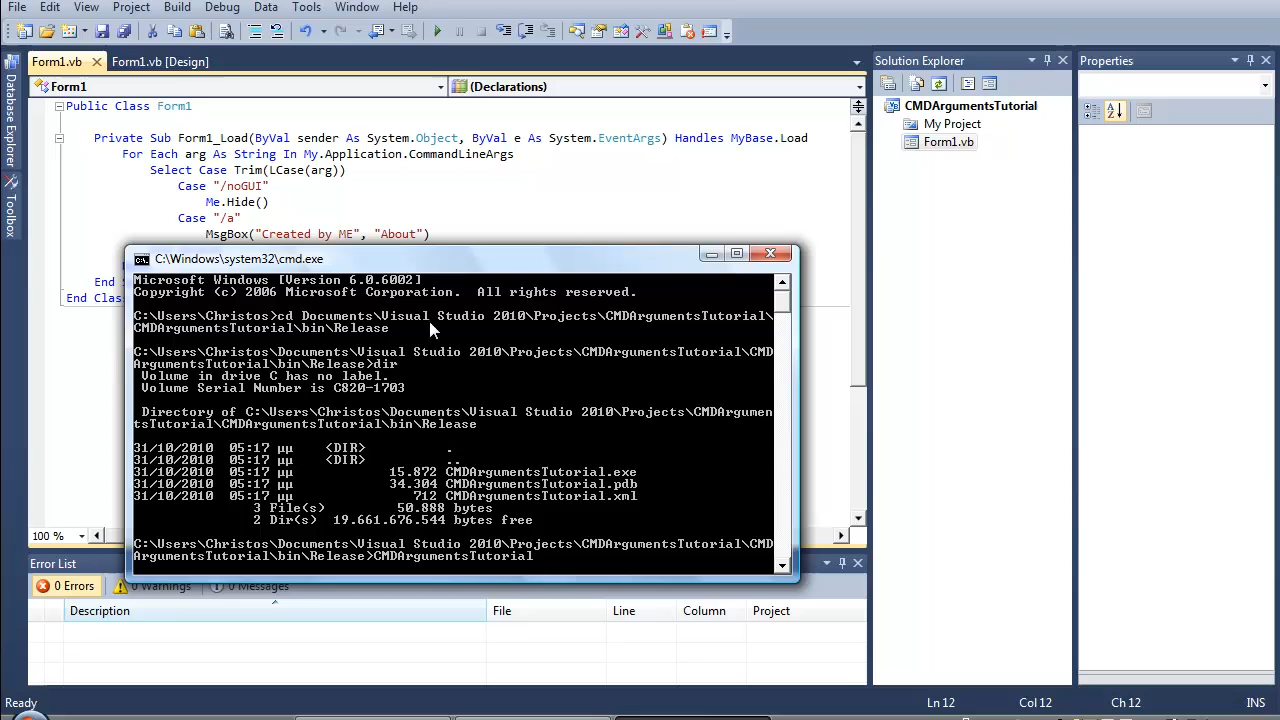 File Edit View Project Build Debug Data Tools Window Help
Form1.vb Form1.vb [Design]
Form1 (Declarations)
Public Class Form1
Private Sub Form1_Load(ByVal sender As System.Object, ByVal e As System.EventArgs) Handles MyBase.Load
For Each arg As String In My.Application.CommandLineArgs
Select Case Trim(LCase(arg))
Case "/noGUI"
Me.Hide()
Case "/a"
MsgBox("Created by ME", "About")
End
End Class
Database Explorer
Toolbox
C:\Windows\system32\cmd.exe
Microsoft Windows [Version 6.0.6002]
Copyright (c) 2006 Microsoft Corporation.  All rights reserved.
C:\Users\Christos>cd Documents\Visual Studio 2010\Projects\CMDArgumentsTutorial\
CMDArgumentsTutorial\bin\Release
C:\Users\Christos\Documents\Visual Studio 2010\Projects\CMDArgumentsTutorial\CMD
ArgumentsTutorial\bin\Release>dir
Volume in drive C has no label.
Volume Serial Number is C820-1703
Directory of C:\Users\Christos\Documents\Visual Studio 2010\Projects\CMDArgumen
tsTutorial\CMDArgumentsTutorial\bin\Release
31/10/2010  05:17 μμ    <DIR>          .
31/10/2010  05:17 μμ    <DIR>          ..
31/10/2010  05:17 μμ            15.872 CMDArgumentsTutorial.exe
31/10/2010  05:17 μμ            34.304 CMDArgumentsTutorial.pdb
31/10/2010  05:17 μμ               712 CMDArgumentsTutorial.xml
3 File(s)         50.888 bytes
2 Dir(s)  19.661.676.544 bytes free
C:\Users\Christos\Documents\Visual Studio 2010\Projects\CMDArgumentsTutorial\CMD
ArgumentsTutorial\bin\Release>CMDArgumentsTutorial
100 %
Error List
0 Errors 0 Warnings 0 Messages
Description File Line Column Project
Solution Explorer
CMDArgumentsTutorial
My Project
Form1.vb
Properties
Ready Ln 12 Col 12 Ch 12 INS